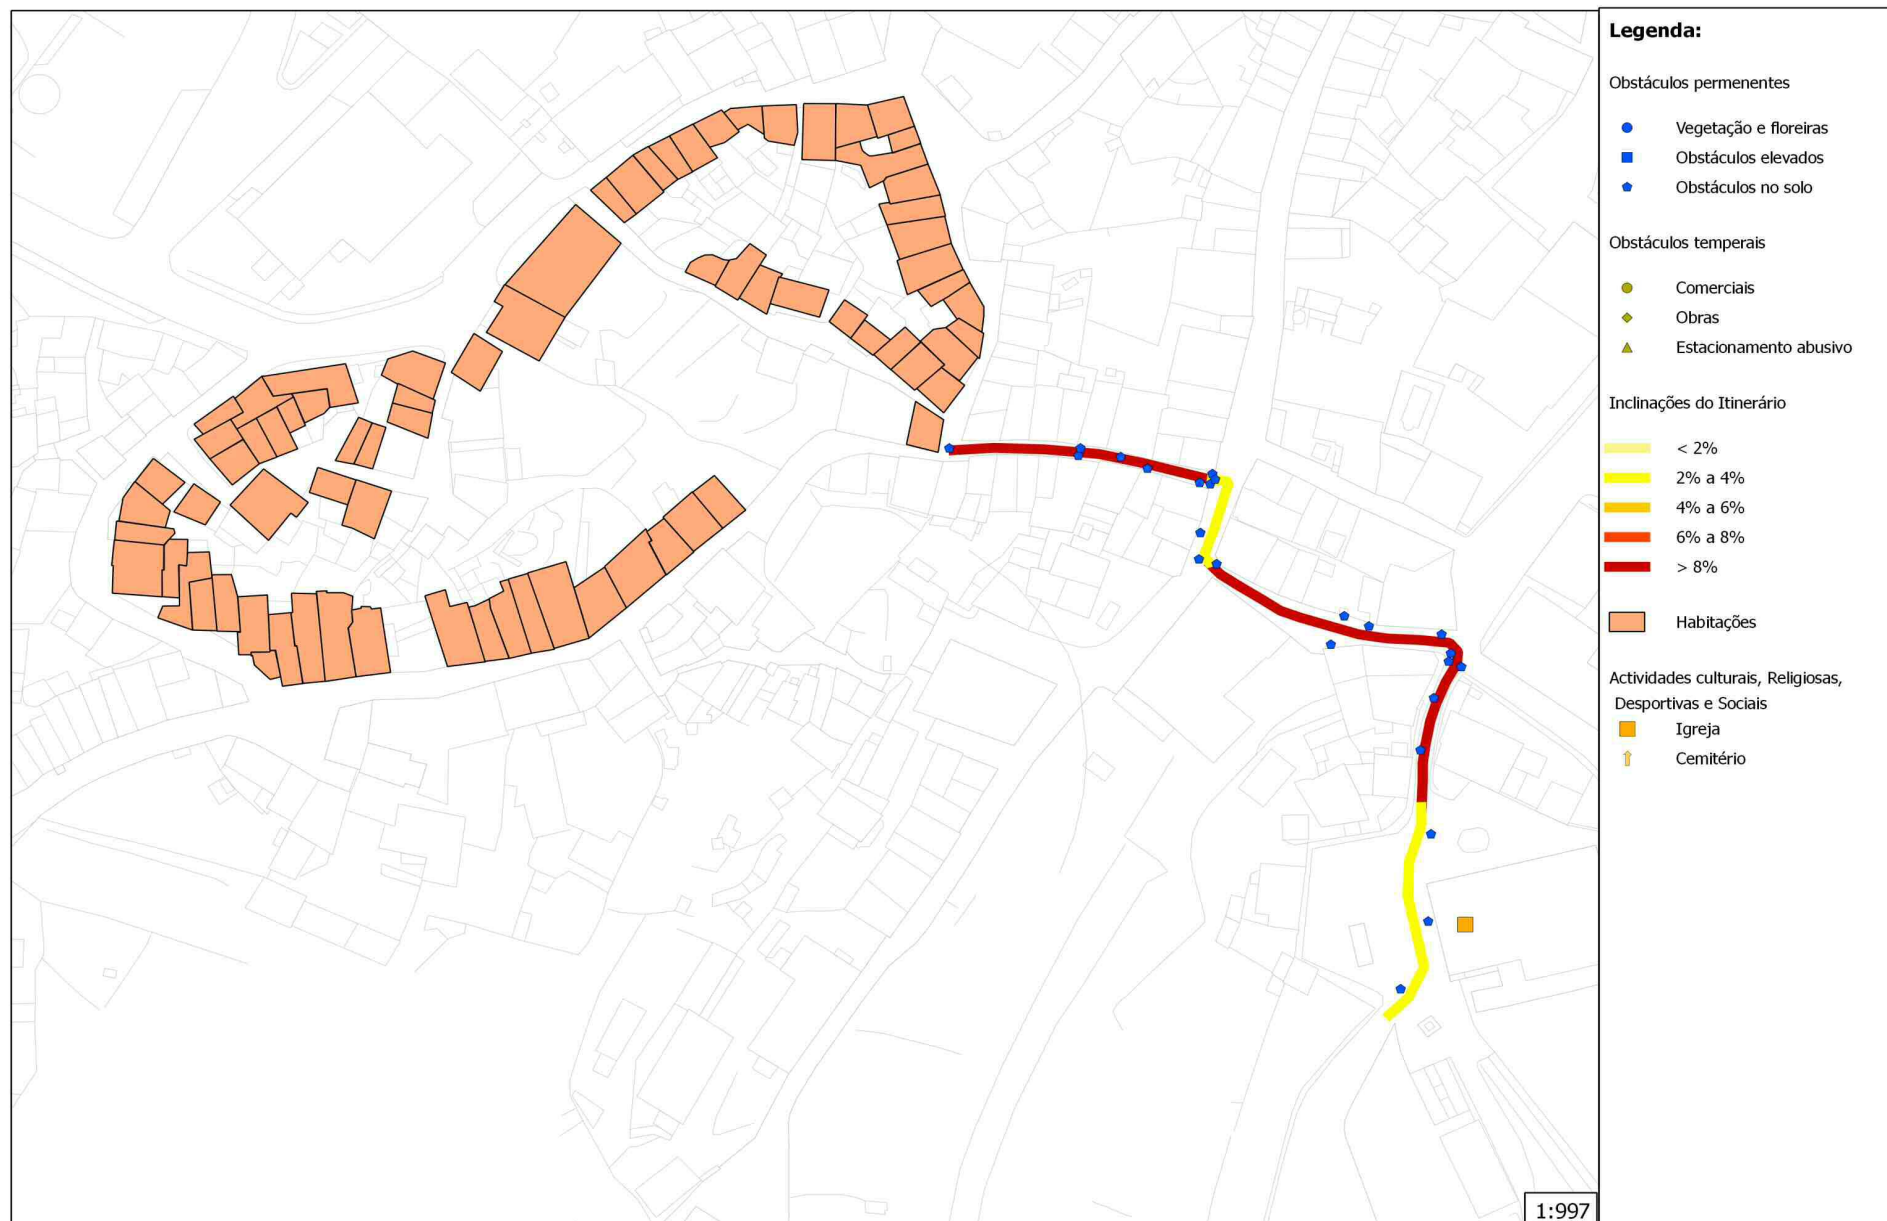 Legenda:
Obstáculos permenentes
Vegetação e floreiras
Obstáculos elevados
Obstáculos no solo
Obstáculos temperais
Comerciais
Obras
Estacionamento abusivo
Inclinações do Itinerário
< 2%
2% a 4%
4% a 6%
6% a 8%
> 8%
Habitações
Actividades culturais, Religiosas,
Desportivas e Sociais
Igreja
Cemitério
1:997